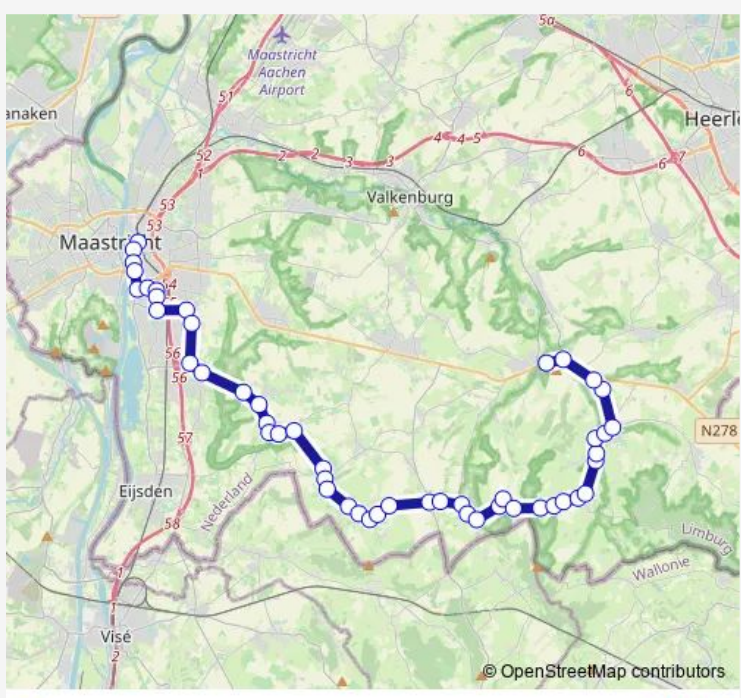 5a
Maastricht
Aachen
Airport
6
51
anaken
Heerl
52
2
2
3
3
4
4
5
6
6
7
1
Valkenburg
53
53
Maastricht
4
56
56
N278
57
Eijsden
Nederland
58
Limburg
Wallonie
1
1
Visé
2
© OpenStreetMap contributors